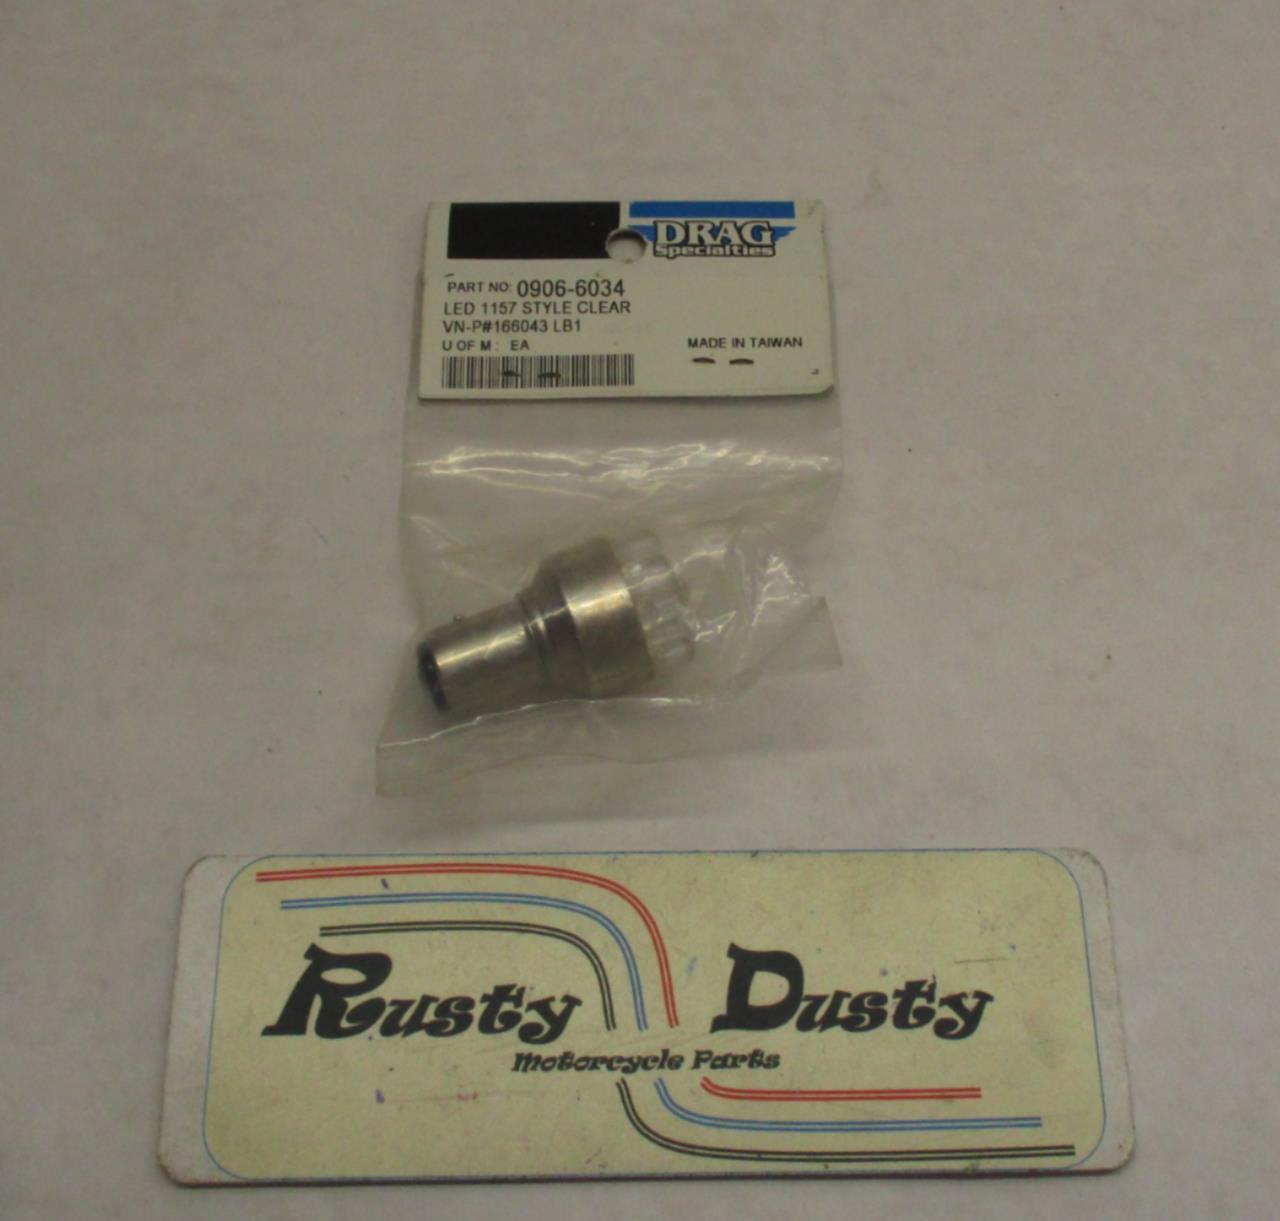 DRAG
Specialties
PART NO: 0906-6034
LED 1157 STYLE CLEAR
VN-P#166043 LB1
U OF M: EA
MADE IN TAIWAN
Rusty Dusty
Motorcycle Parts